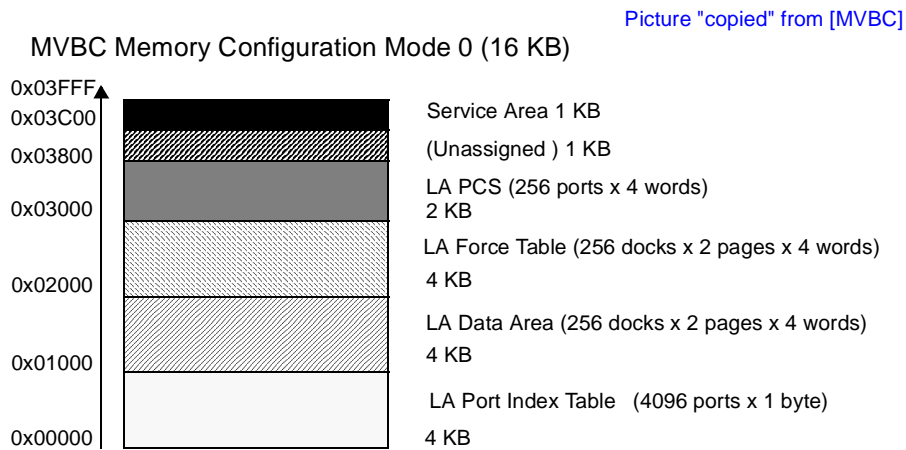 Picture "copied" from [MVBC]
MVBC Memory Configuration Mode 0 (16 KB)
0x03FFF
Service Area 1 KB
0x03C00
(Unassigned ) 1 KB
0x03800
LA PCS (256 ports x 4 words)
2 KB
0x03000
LA Force Table (256 docks x 2 pages x 4 words)
4 KB
0x02000
LA Data Area (256 docks x 2 pages x 4 words)
4 KB
0x01000
LA Port Index Table (4096 ports x 1 byte)
0x00000
4 KB